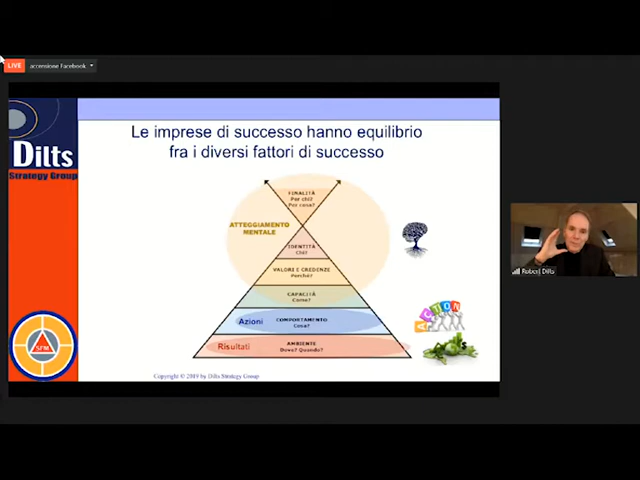 LIVE
accensione Facebook
Le imprese di successo hanno equilibrio
fra i diversi fattori di successo
Dilts
Strategy Group
FINALITÀ
Per chi?
Per cosa?
ATTEGGIAMENTO
MENTALE
IDENTITÀ
Chi?
VALORI E CREDENZE
Perché?
CAPACITÀ
Come?
Azioni
COMPORTAMENTO
Cosa?
Risultati
AMBIENTE
Dove? Quando?
ACTION
SFM
Robert Dilts
Copyright © 2019 by Dilts Strategy Group